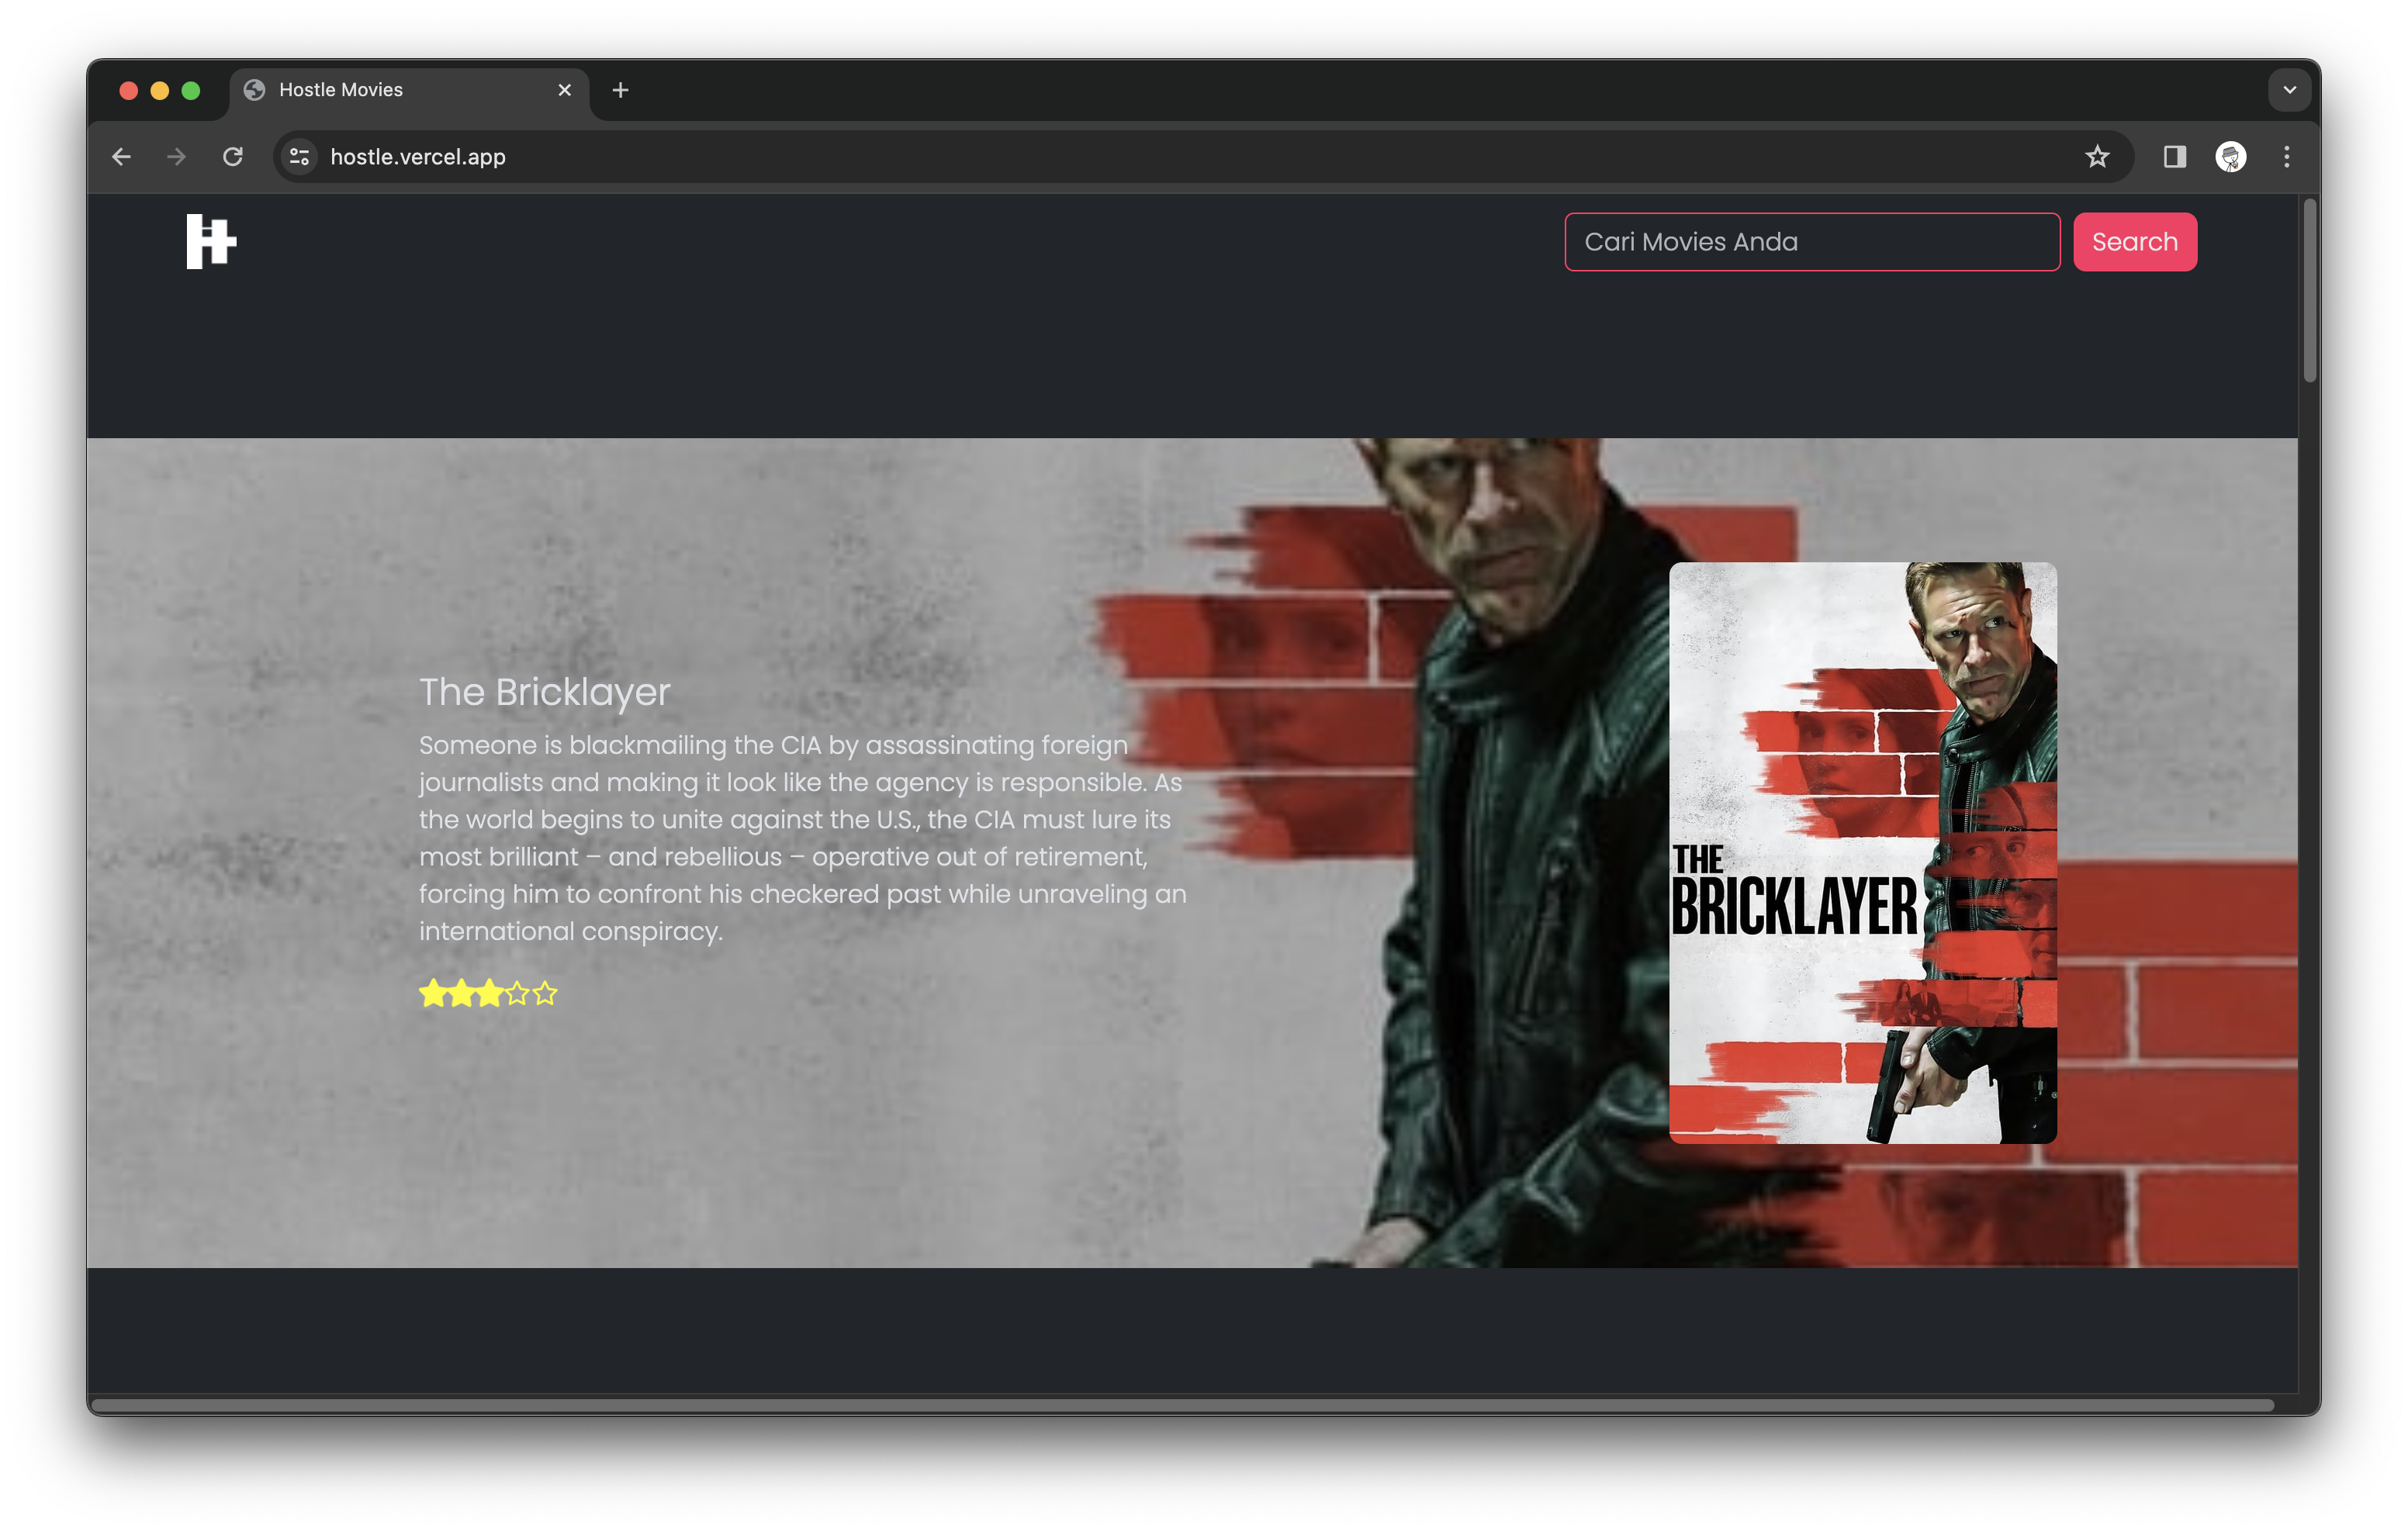 Hostle Movies
hostle.vercel.app
Cari Movies Anda
Search
The Bricklayer
Someone is blackmailing the CIA by assassinating foreign
journalists and making it look like the agency is responsible. As
the world begins to unite against the U.S., the CIA must lure its
most brilliant – and rebellious – operative out of retirement,
forcing him to confront his checkered past while unraveling an
international conspiracy.
THE
BRICKLAYER